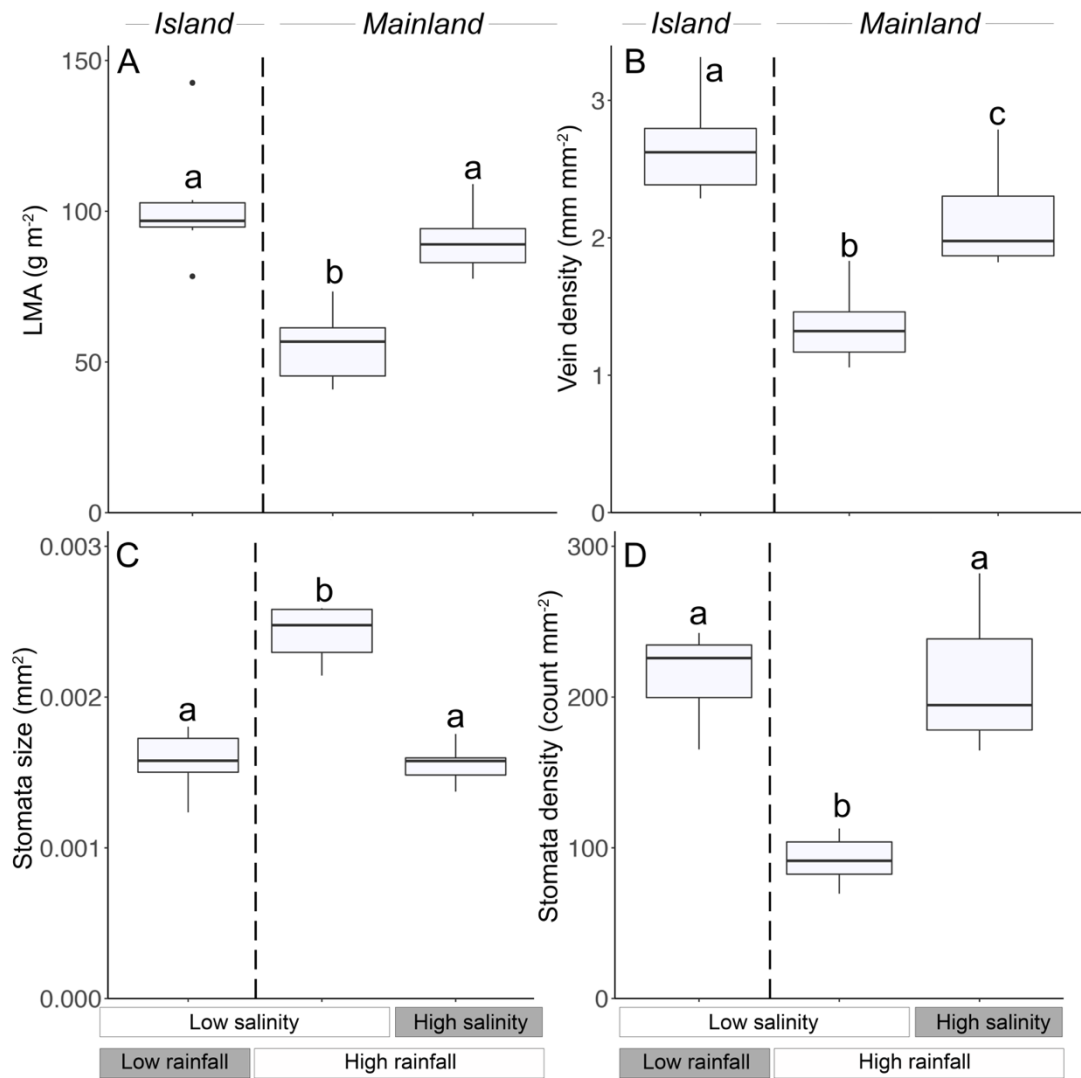 Island Mainland Island Mainland
A
B
150
100
50
0
LMA (g m⁻²)
a
b
a
3
2
1
0
Vein density (mm mm⁻²)
a
b
c
C
D
0.003
0.002
0.001
0.000
Stomata size (mm²)
a
b
a
300
200
100
0
Stomata density (count mm⁻²)
a
b
a
Low salinity High salinity Low salinity High salinity
Low rainfall High rainfall Low rainfall High rainfall